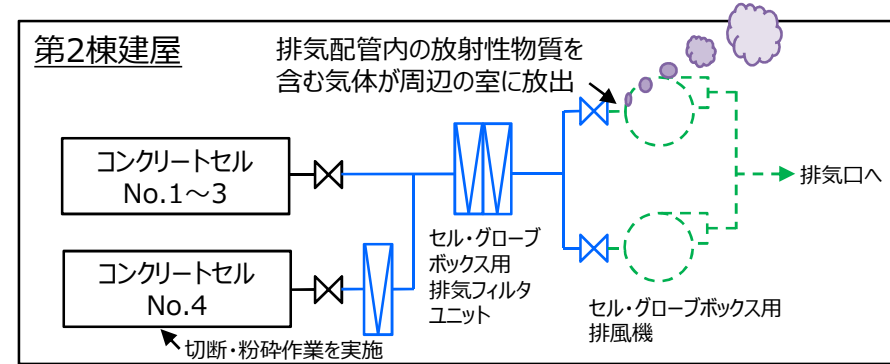 第2棟建屋
排気配管内の放射性物質を
含む気体が周辺の室に放出
コンクリートセル
No.1～3
排気口へ
セル・グローブ
ボックス用
排気フィルタ
ユニット
コンクリートセル
No.4
セル・グローブボックス用
排風機
切断・粉砕作業を実施